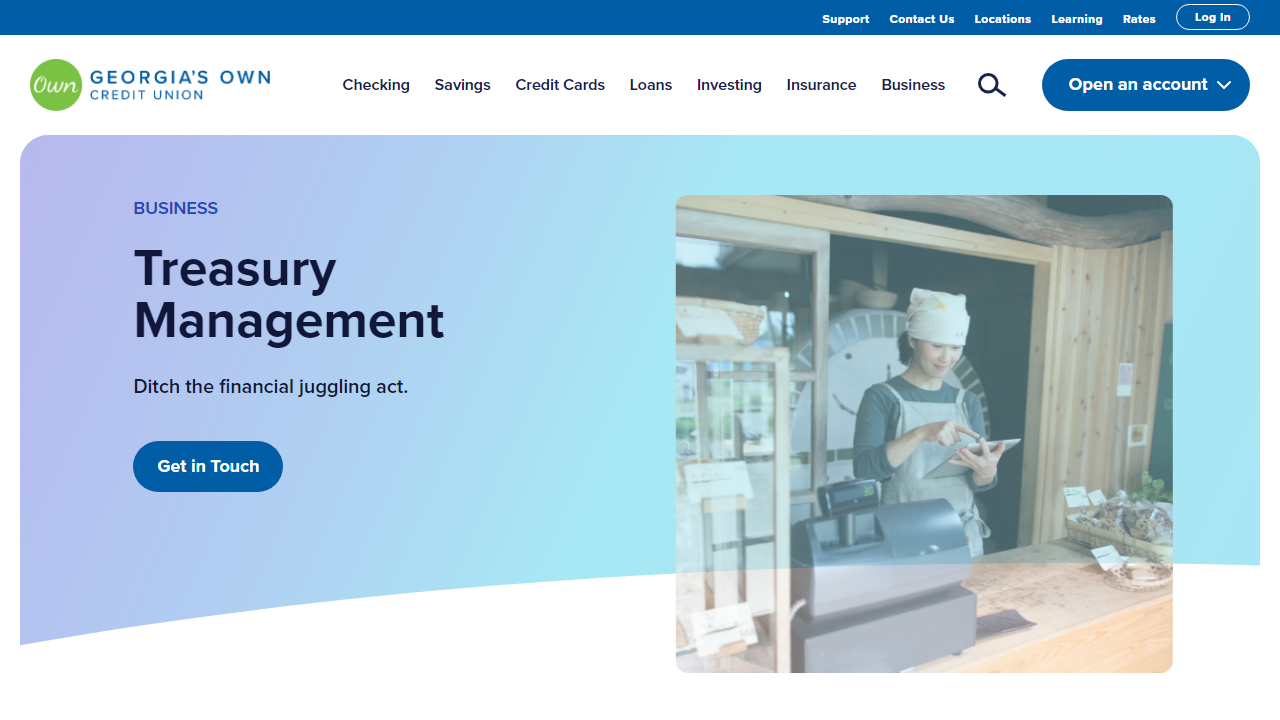 Support Contact Us Locations Learning Rates Log In
Own GEORGIA'S OWN
CREDIT UNION
Checking Savings Credit Cards Loans Investing Insurance Business Open an account
BUSINESS
Treasury
Management
Ditch the financial juggling act.
Get in Touch